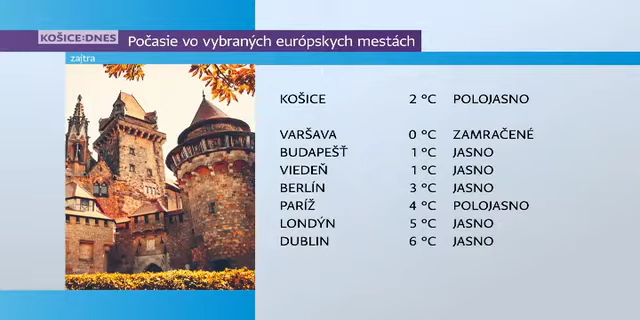 KOŠICE:DNES
Počasie vo vybraných európskych mestách
zajtra
KOŠICE 2 °C POLOJASNO
VARŠAVA 0 °C ZAMRAČENÉ
BUDAPEŠŤ 1 °C JASNO
VIEDEŇ 1 °C JASNO
BERLÍN 3 °C JASNO
PARÍŽ 4 °C POLOJASNO
LONDÝN 5 °C JASNO
DUBLIN 6 °C JASNO